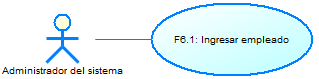 F6.1: Ingresar empleado
Administrador del sistema